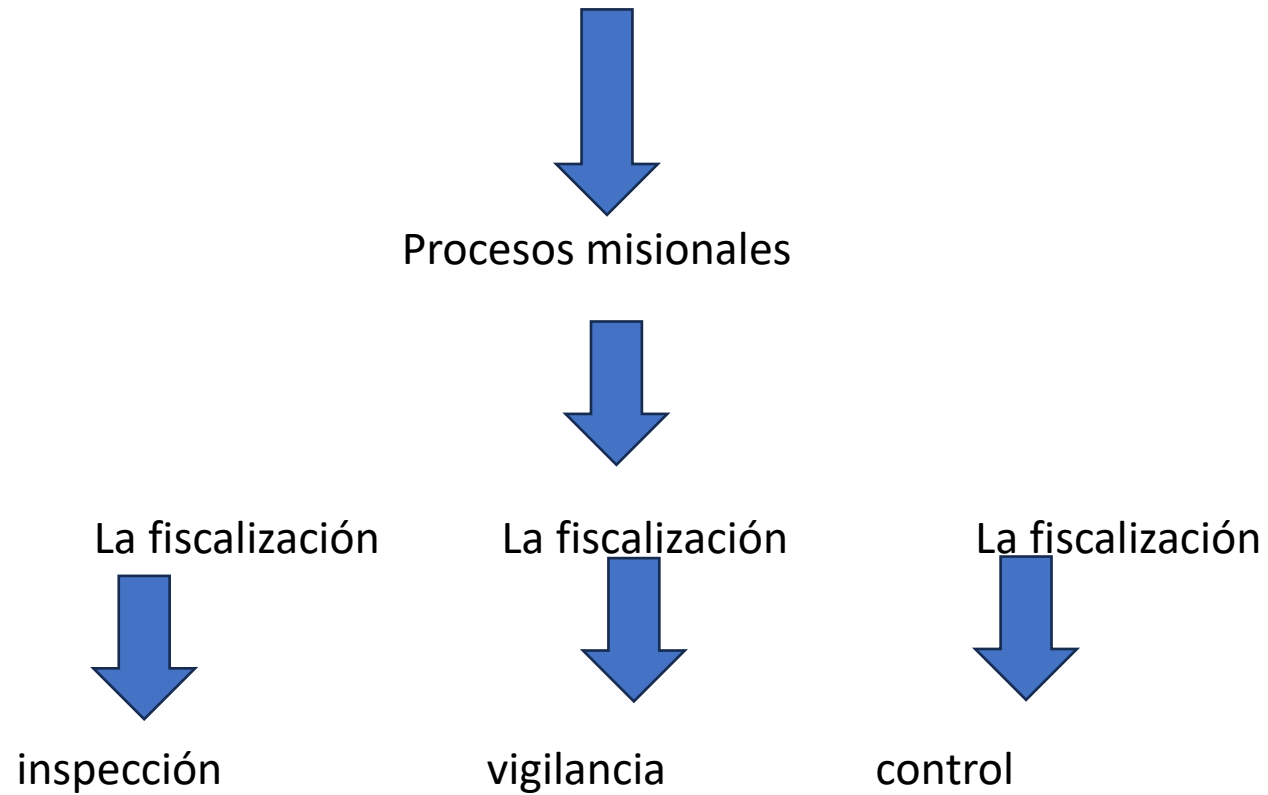 Procesos misionales
La fiscalización La fiscalización La fiscalización
inspección vigilancia control